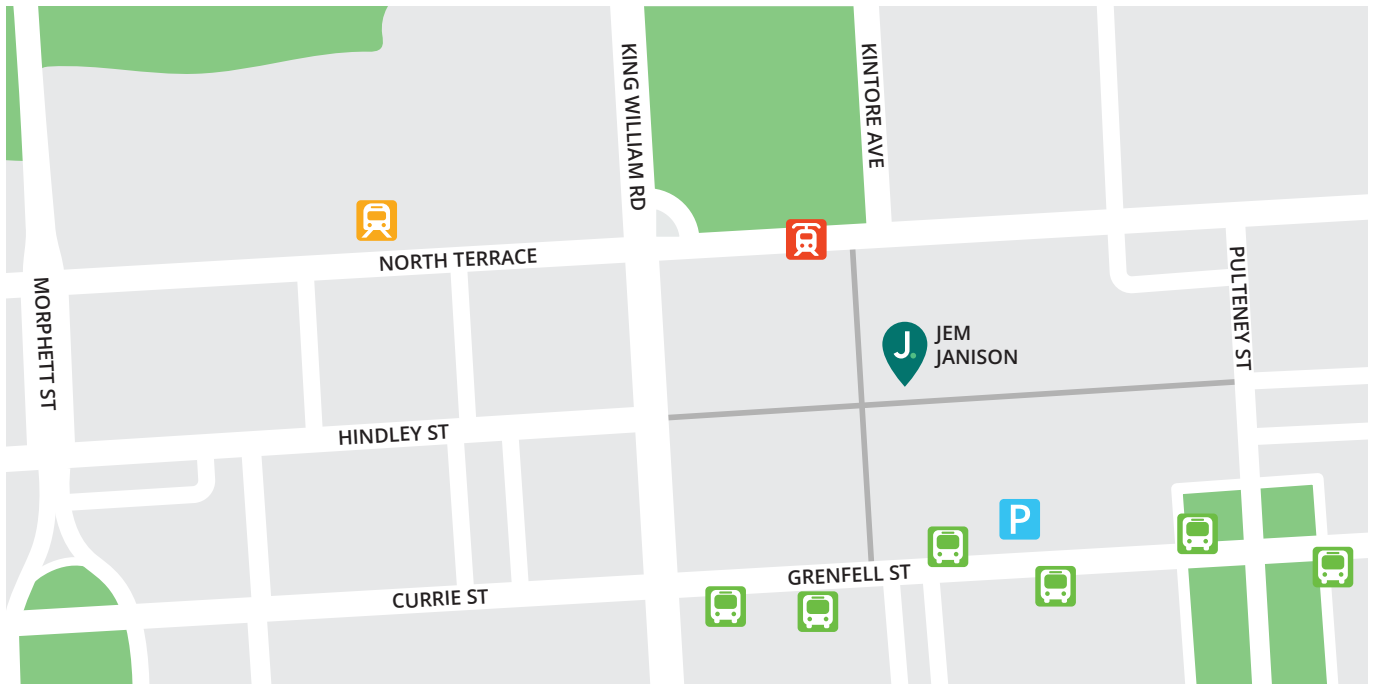 KING WILLIAM RD
KINTORE AVE
NORTH TERRACE
MORPHETT ST
PULTENEY ST
J.
JEM
JANISON
HINDLEY ST
P
GRENFELL ST
CURRIE ST